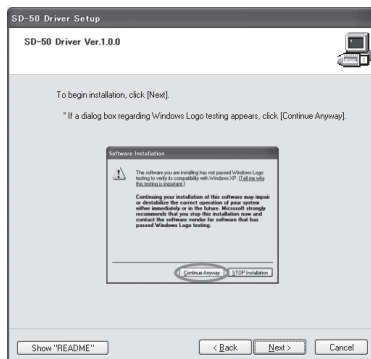 SD-50 Driver Setup
SD-50 Driver Ver.1.0.0
To begin installation, click [Next].
* If a dialog box regarding Windows Logo testing appears, click [Continue Anyway].
Software Installation
The software you are installing has not passed Windows Logo
testing to verify its compatibility with Windows XP. (Tell me why
this testing is important.)
Continuing your installation of this software may impair
or destabilize the correct operation of your system
either immediately or in the future. Microsoft strongly
recommends that you stop this installation now and
contact the software vendor for software that has
passed Windows Logo testing.
Continue Anyway STOP Installation
Show "README" < Back Next > Cancel